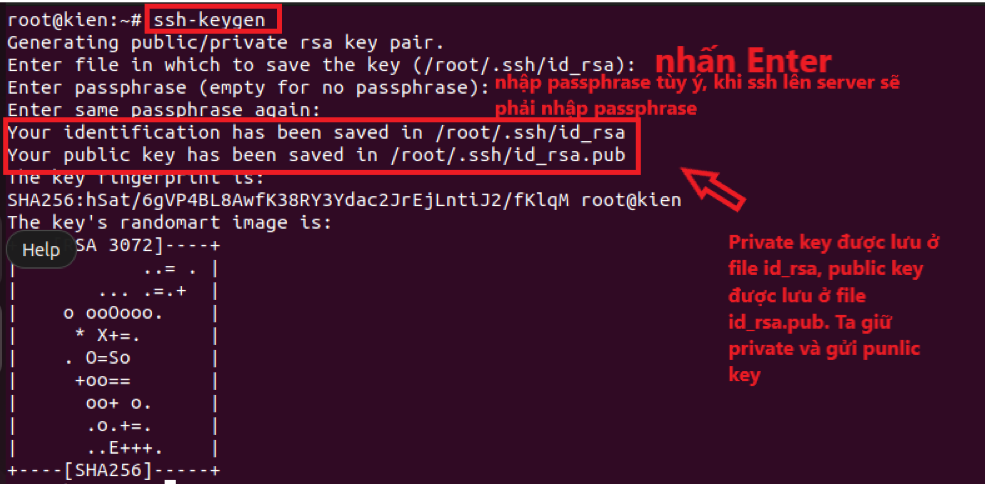 root@kien:~# ssh-keygen
Generating public/private rsa key pair.
Enter file in which to save the key (/root/.ssh/id_rsa): nhấn Enter
Enter passphrase (empty for no passphrase): nhập passphrase tùy ý, khi ssh lên server sẽ
phải nhập passphrase
Enter same passphrase again:
Your identification has been saved in /root/.ssh/id_rsa
Your public key has been saved in /root/.ssh/id_rsa.pub
The key fingerprint is:
SHA256:hSat/6gVP4BL8AwfK38RY3Ydac2JrEjLntiJ2/fKlqM root@kien
The key's randomart image is:
Help SA 3072]----+
|          ..= . |
|       ... .=.+  |
|    o ooOooo.    |
|     * X+=.      |
|    . O=So       |
|     +oo==       |
|      oo+ o.     |
|      .o.+=.     |
|      ..E+++.    |
+----[SHA256]-----+
Private key được lưu ở
file id_rsa, public key
được lưu ở file
id_rsa.pub. Ta giữ
private và gửi punlic
key